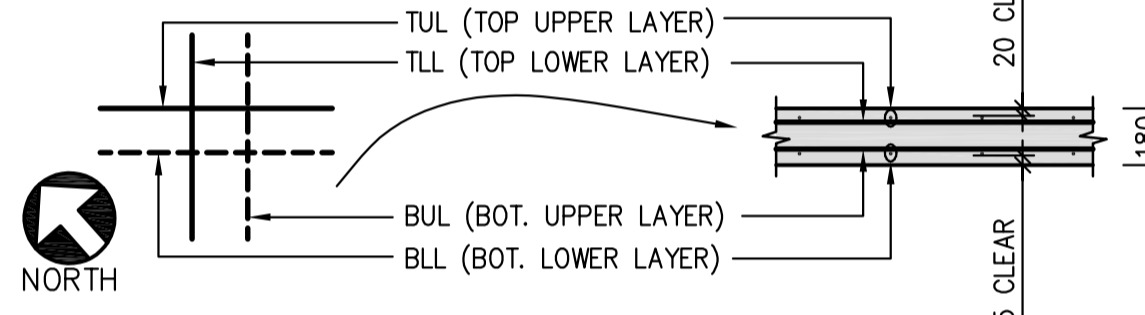 TUL (TOP UPPER LAYER)
TLL (TOP LOWER LAYER)
BUL (BOT. UPPER LAYER)
BLL (BOT. LOWER LAYER)
NORTH
20
180
CLEAR